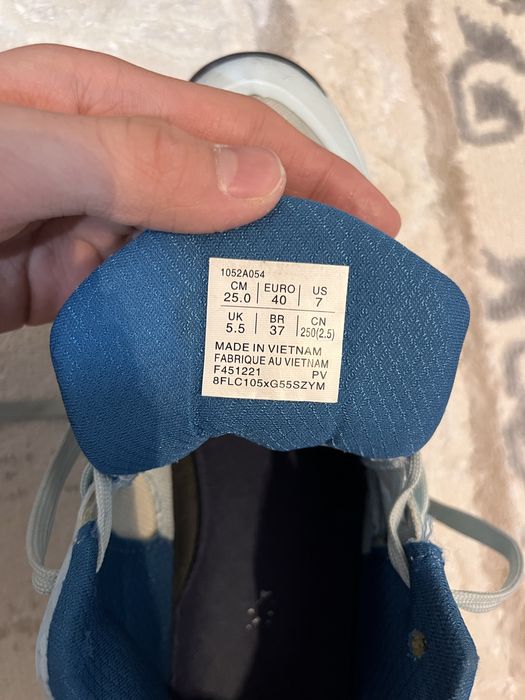 1052A054
CM EURO US
25.0 40 7
UK BR CN
5.5 37 250(2.5)
MADE IN VIETNAM
FABRIQUE AU VIETNAM
F451221 PV
8FLC105xG55SZYM